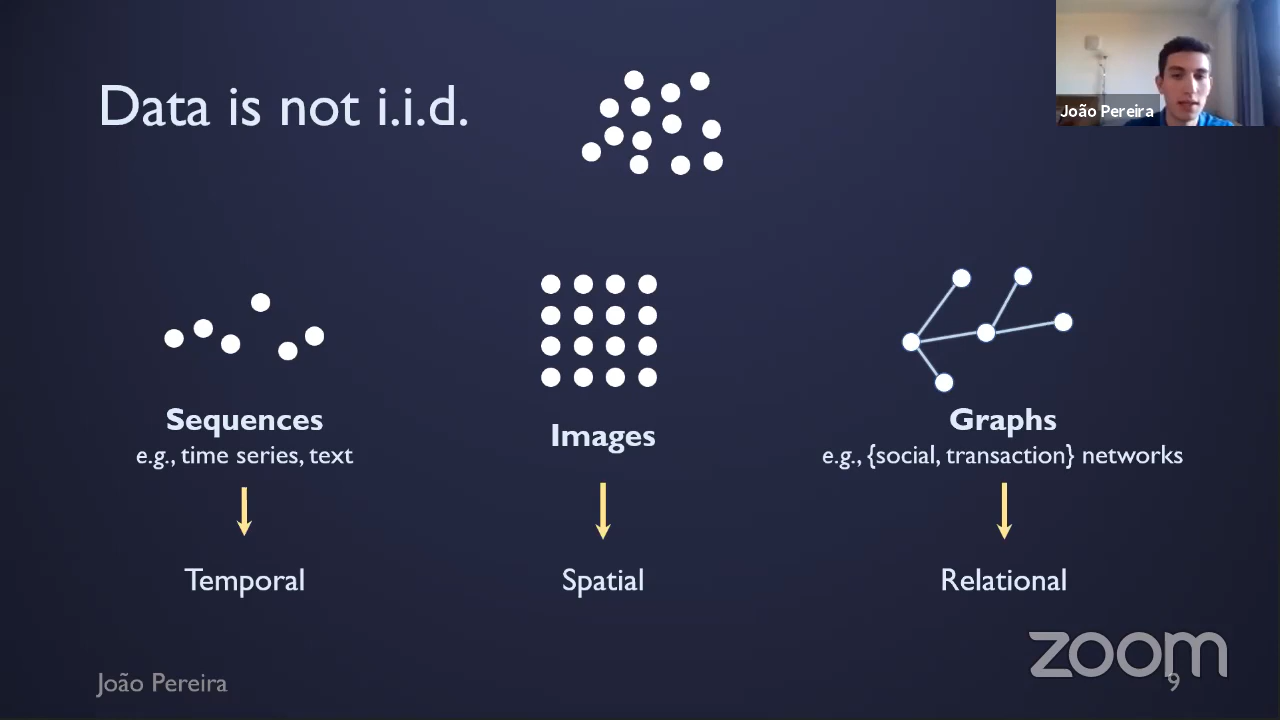 Data is not i.i.d.
João Pereira
Sequences
e.g., time series, text
Images
Graphs
e.g., {social, transaction} networks
Temporal
Spatial
Relational
João Pereira
zoom
9